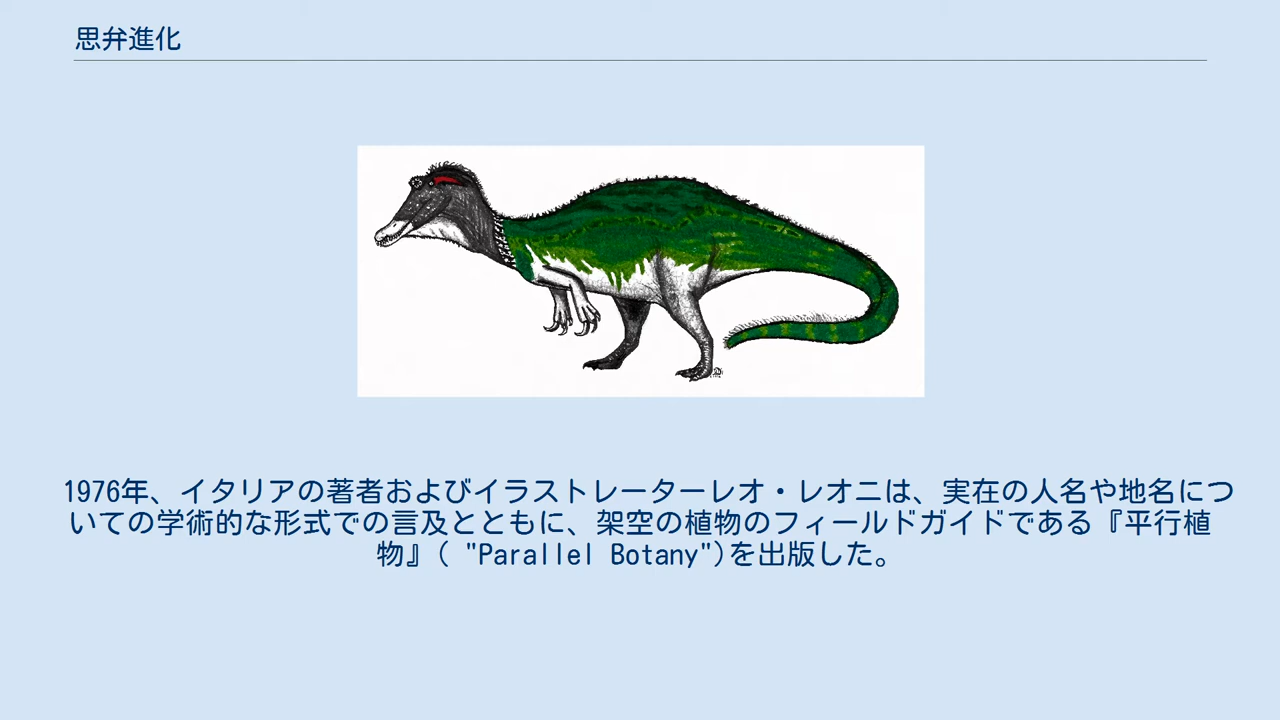 思弁進化
1976年、イタリアの著者およびイラストレーターレオ・レオニは、実在の人名や地名につ
いての学術的な形式での言及とともに、架空の植物のフィールドガイドである『平行植
物』( "Parallel Botany")を出版した。